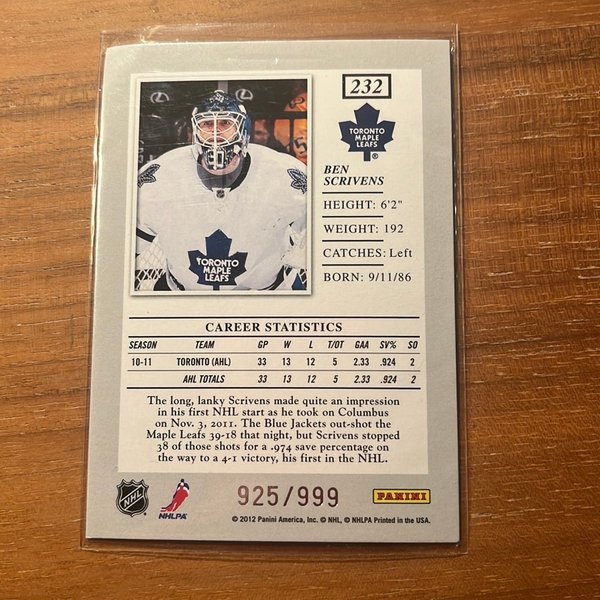 232
TORONTO
MAPLE
LEAFS
®
BEN
SCRIVENS
HEIGHT: 6'2"
WEIGHT: 192
CATCHES: Left
BORN: 9/11/86
TORONTO
MAPLE
LEAFS
CAREER STATISTICS
SEASON TEAM GP W L T/OT GAA SV% SO
10-11 TORONTO (AHL) 33 13 12 5 2.33 .924 2
AHL TOTALS 33 13 12 5 2.33 .924 2
The long, lanky Scrivens made quite an impression
in his first NHL start as he took on Columbus
on Nov. 3, 2011. The Blue Jackets out-shot the
Maple Leafs 39-18 that night, but Scrivens stopped
38 of those shots for a .974 save percentage on
the way to a 4-1 victory, his first in the NHL.
NHL
NHLPA
925/999
PANINI
© 2012 Panini America, Inc. © NHL, © NHLPA Printed in the USA.